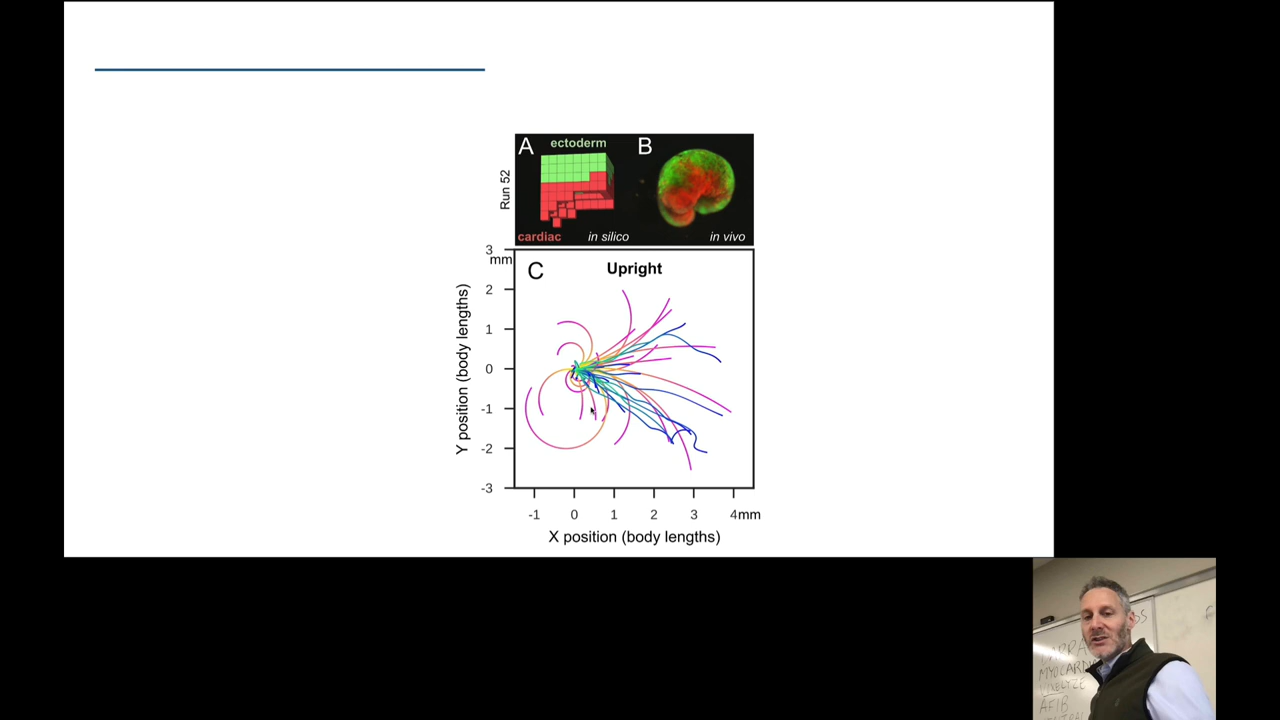 A
ectoderm
B
Run 52
cardiac
in silico
in vivo
3
mm
C
Upright
2
1
0
-1
-2
-3
Y position (body lengths)
-1
0
1
2
3
4mm
X position (body lengths)
MYOCARDI
AFIB